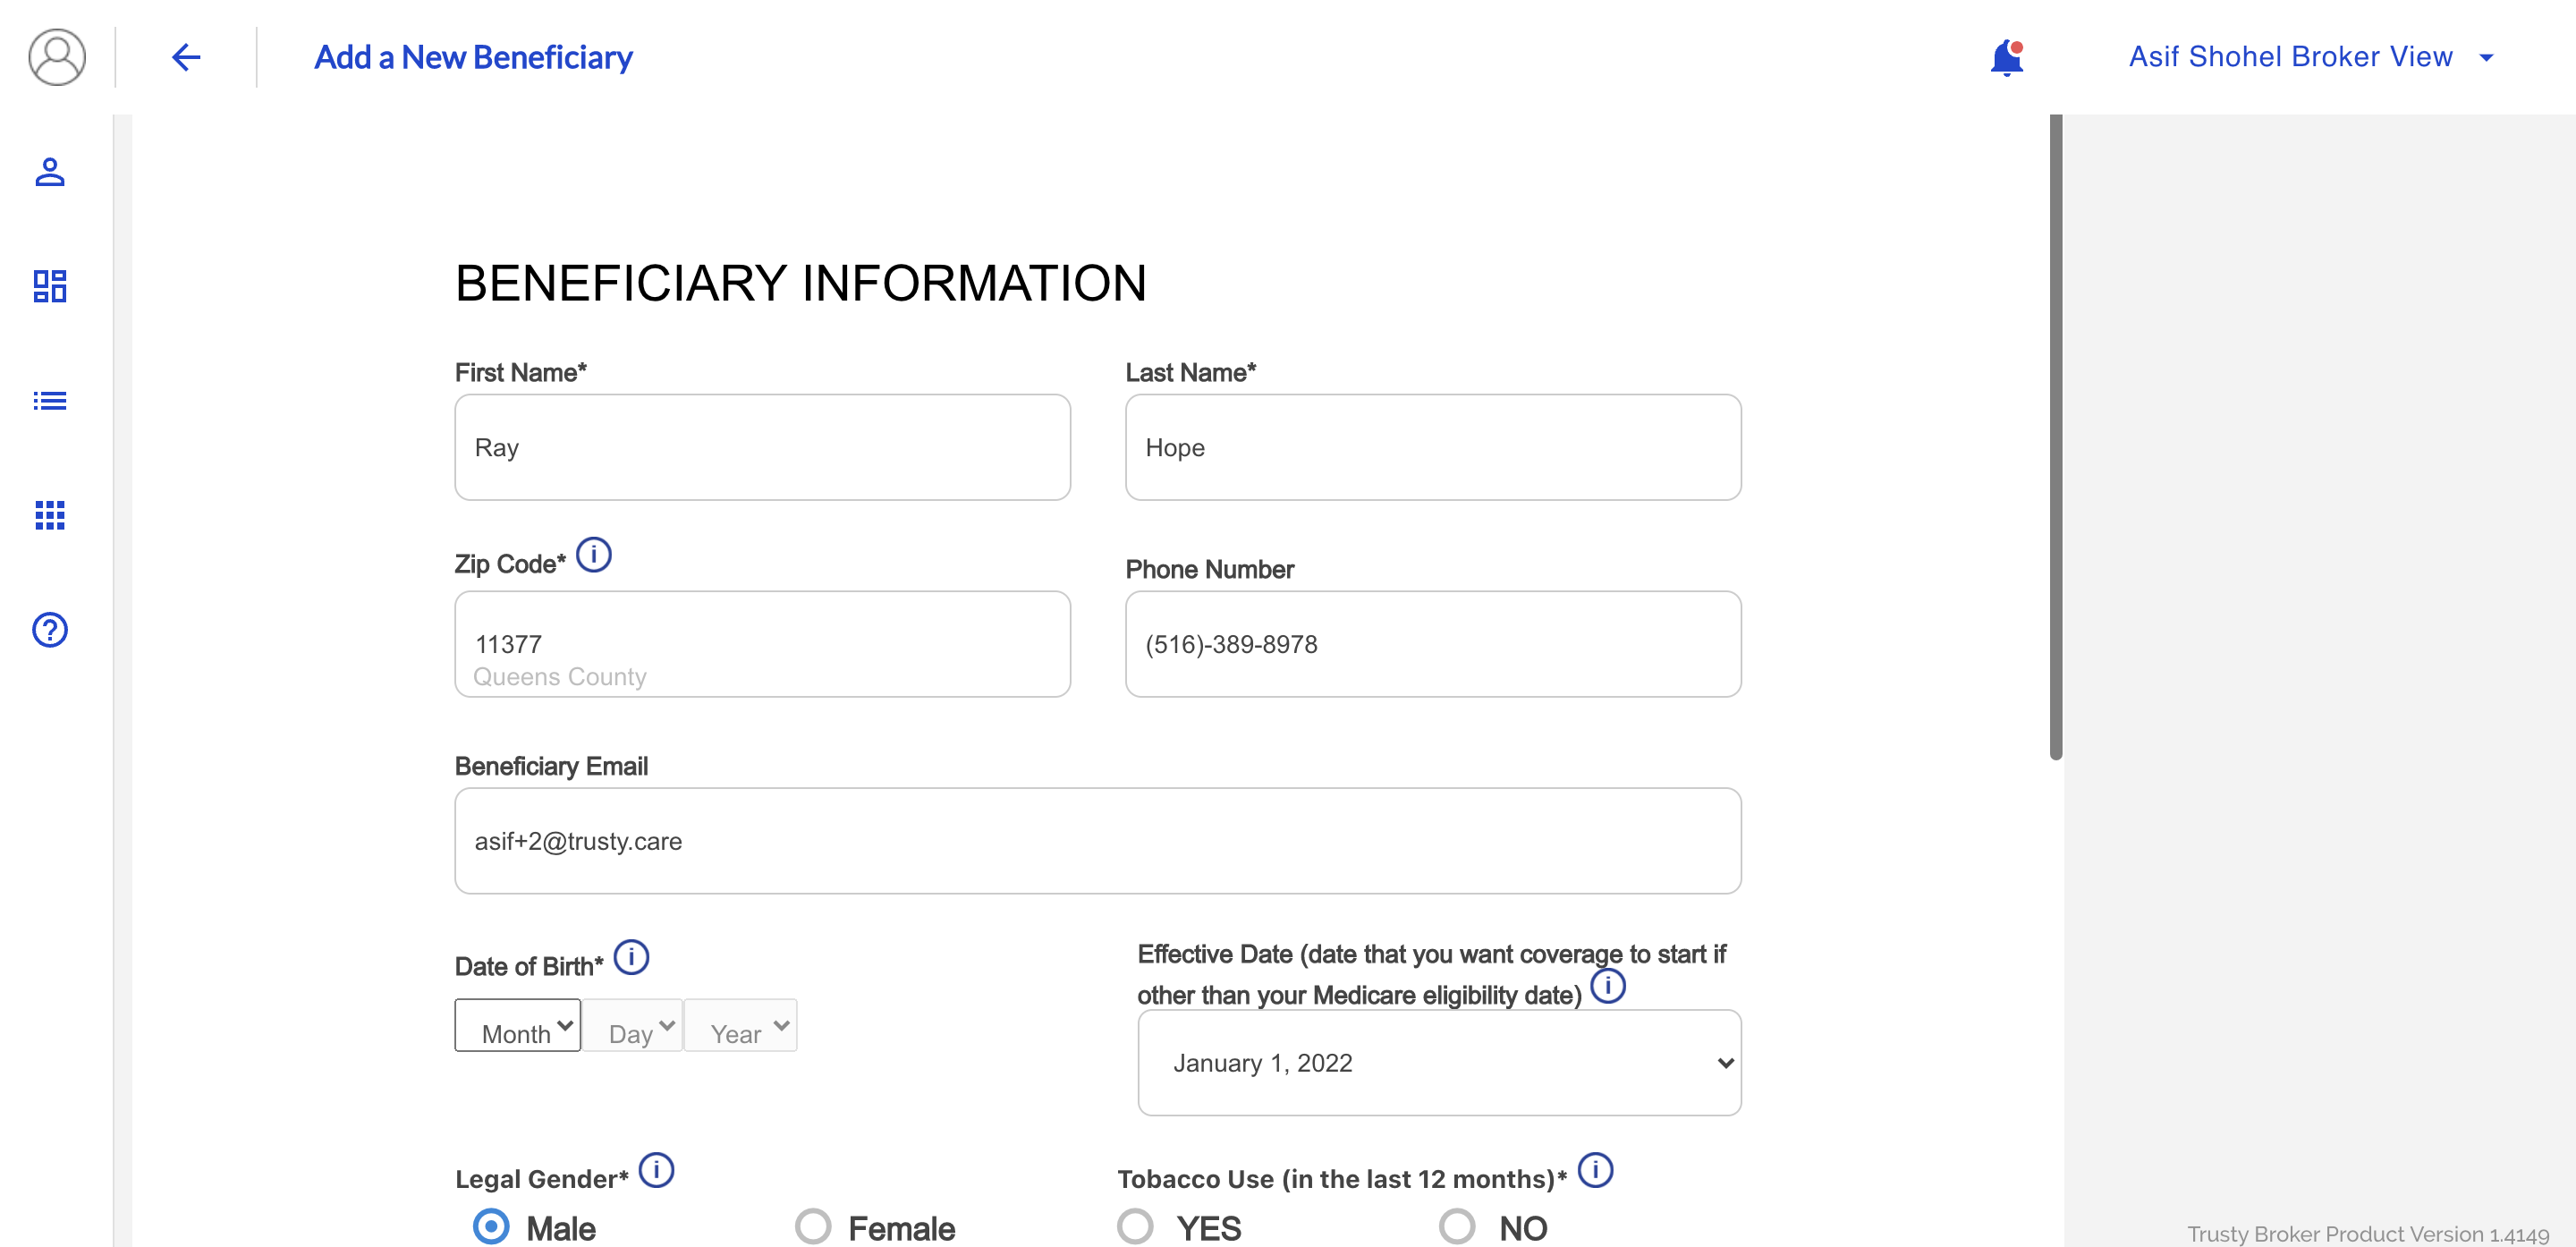 Add a New Beneficiary
Asif Shohel Broker View
BENEFICIARY INFORMATION
First Name*
Last Name*
Ray
Hope
Zip Code*
Phone Number
11377
Queens County
(516)-389-8978
Beneficiary Email
asif+2@trusty.care
Date of Birth*
Effective Date (date that you want coverage to start if
other than your Medicare eligibility date)
Month
Day
Year
January 1, 2022
Legal Gender*
Tobacco Use (in the last 12 months)*
Male
Female
YES
NO
Trusty Broker Product Version 1.4149